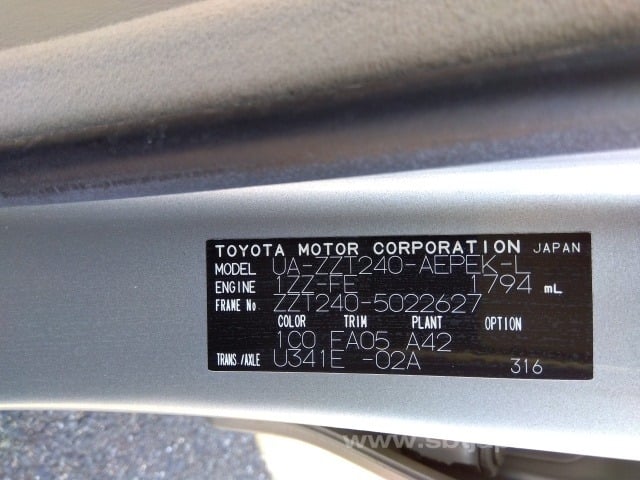 TOYOTA MOTOR CORPORATION JAPAN
MODEL UA-ZZT240-AEPEK-L
ENGINE 1ZZ-FE 1794 mL
FRAME No ZZT240-5022627
COLOR TRIM PLANT OPTION
1C0 FA05 A42
TRANS/AXLE U341E -02A 316